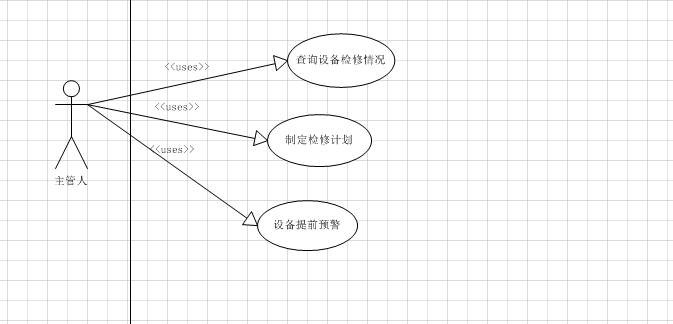 查询设备检修情况
<<uses>>
<<uses>>
制定检修计划
<<uses>>
主管人
设备提前预警